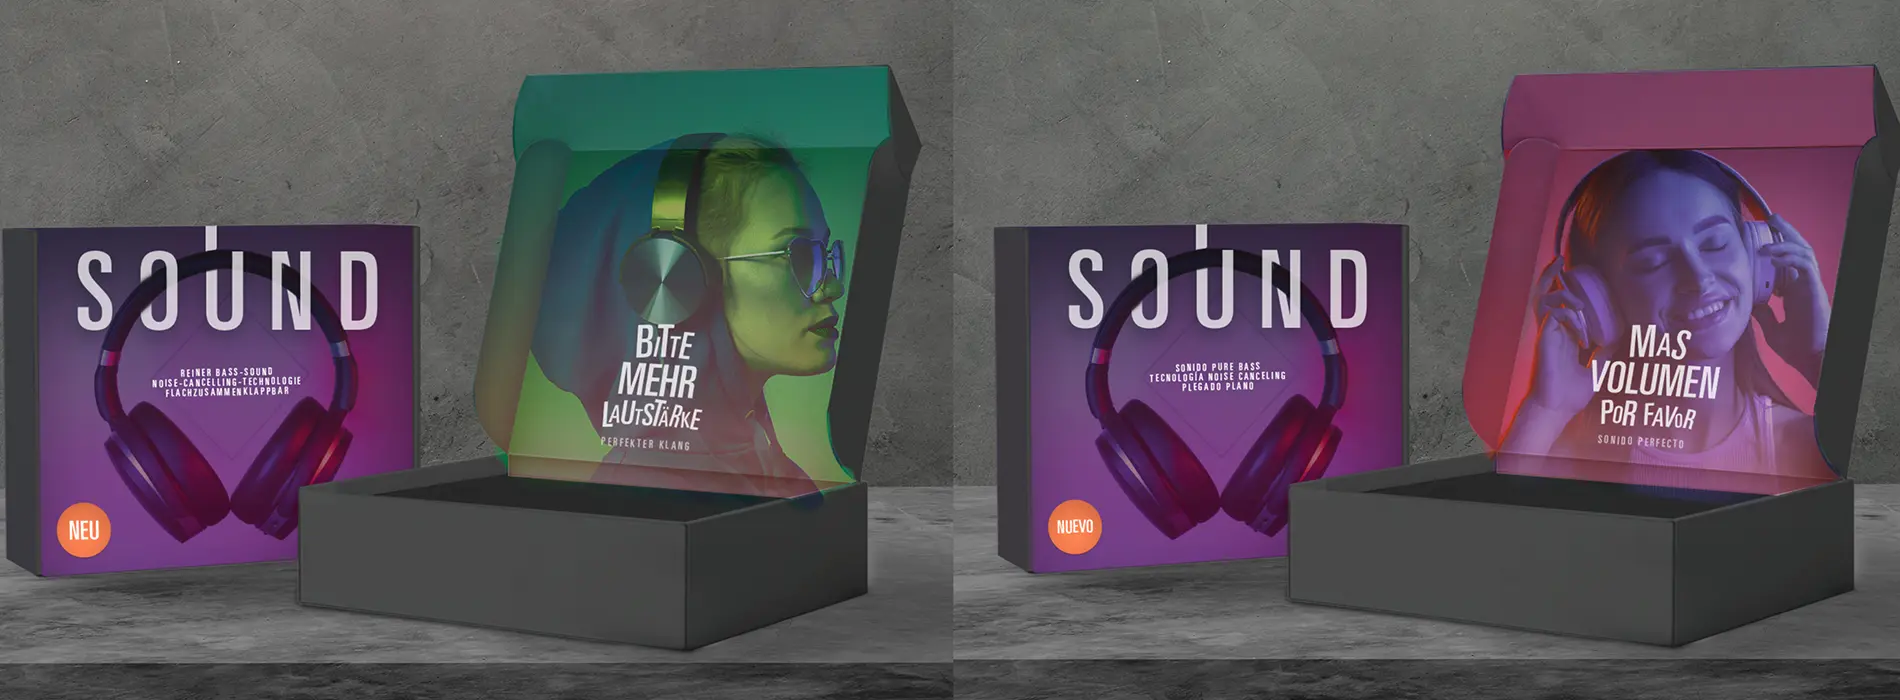 SOUND
REINER BASS-SOUND
NOISE-CANCELLING-TECHNOLOGIE
FLACHZUSAMMENKLAPPBAR
NEU
BITTE
MEHR
LAUTSTÄRKE
PERFEKTER KLANG
SOUND
SONIDO PURE BASS
TECNOLOGÍA NOISE CANCELING
PLEGADO PLANO
NUEVO
MAS
VOLUMEN
POR FAVOR
SONIDO PERFECTO